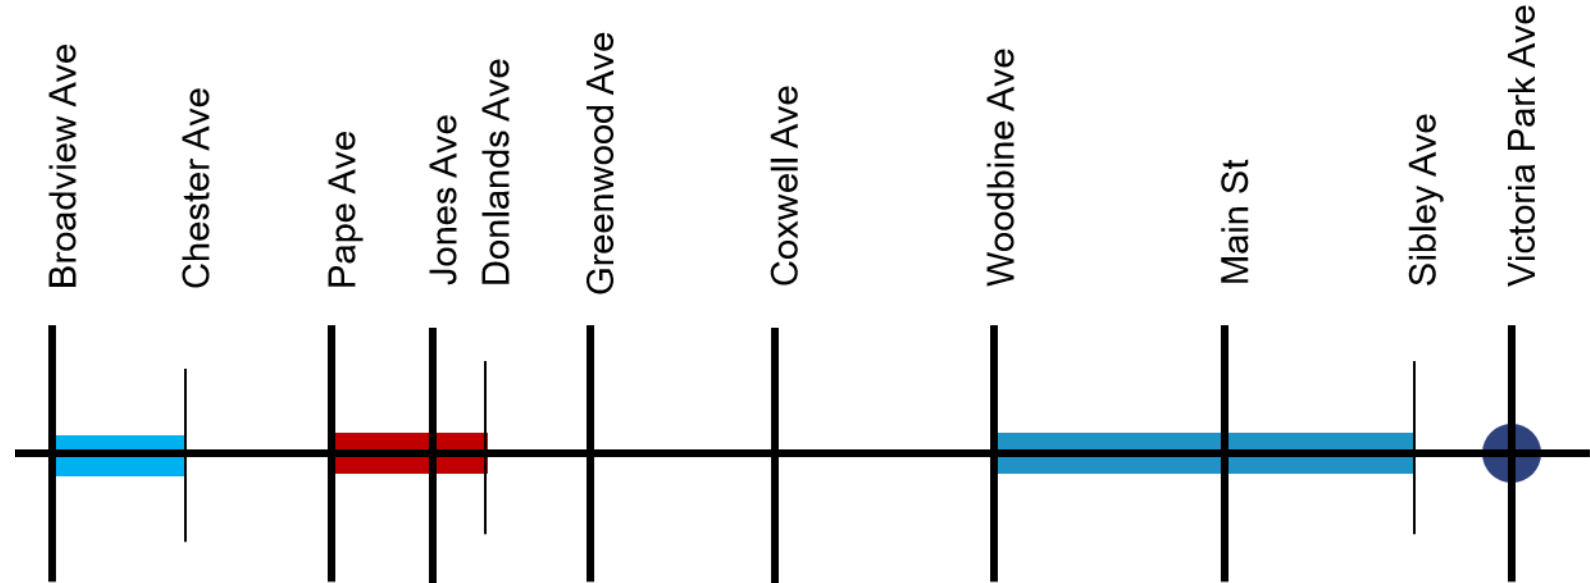 Broadview Ave
Chester Ave
Pape Ave
Jones Ave
Donlands Ave
Greenwood Ave
Coxwell Ave
Woodbine Ave
Main St
Sibley Ave
Victoria Park Ave